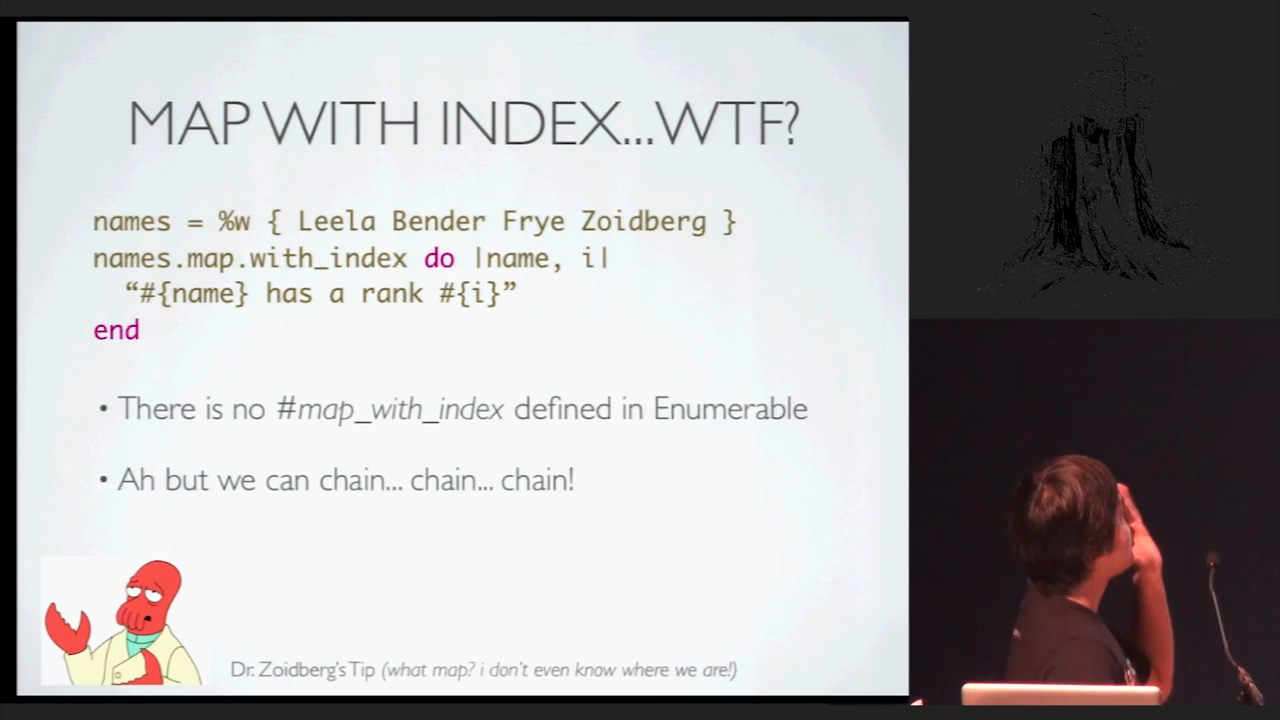 MAP WITH INDEX...WTF?
names = %w { Leela Bender Frye Zoidberg }
names.map.with_index do |name, i|
“#{name} has a rank #{i}”
end
• There is no #map_with_index defined in Enumerable
• Ah but we can chain... chain... chain!
Dr. Zoidberg's Tip (what map? i don't even know where we are!)